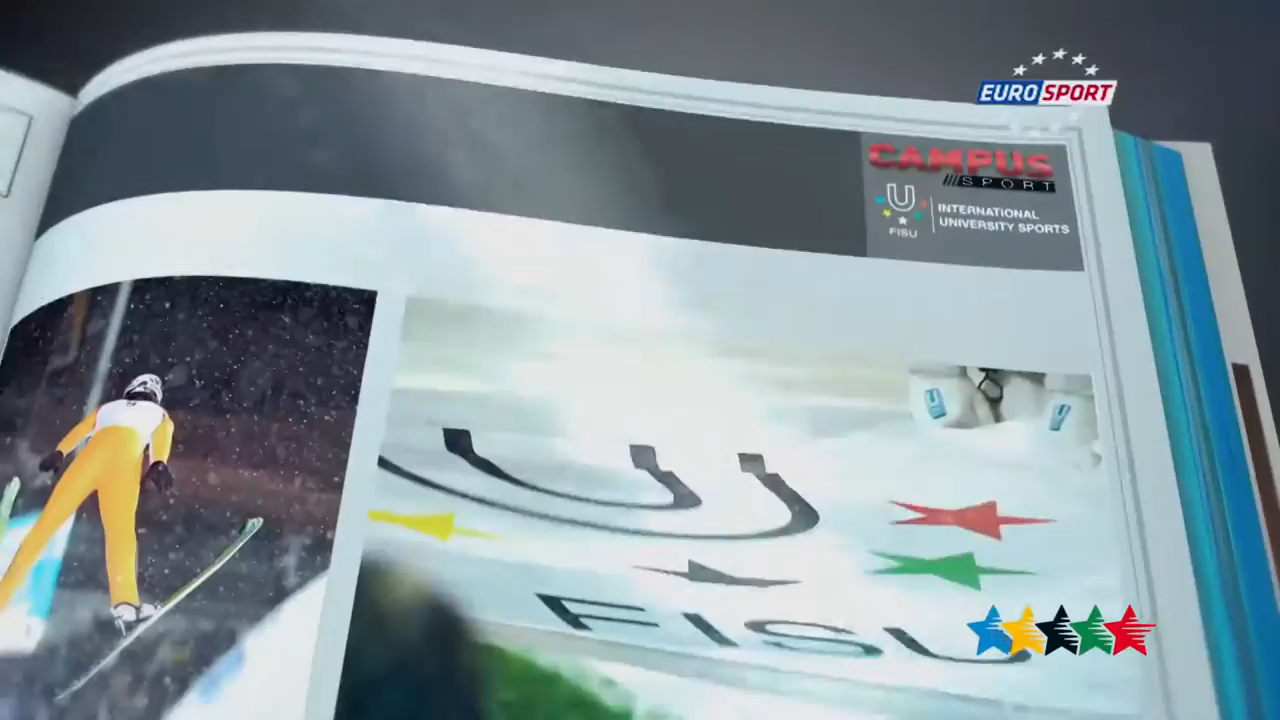 EUROSPORT
CAMPUS
///SPORT
U
FISU
INTERNATIONAL
UNIVERSITY SPORTS
U
FISU